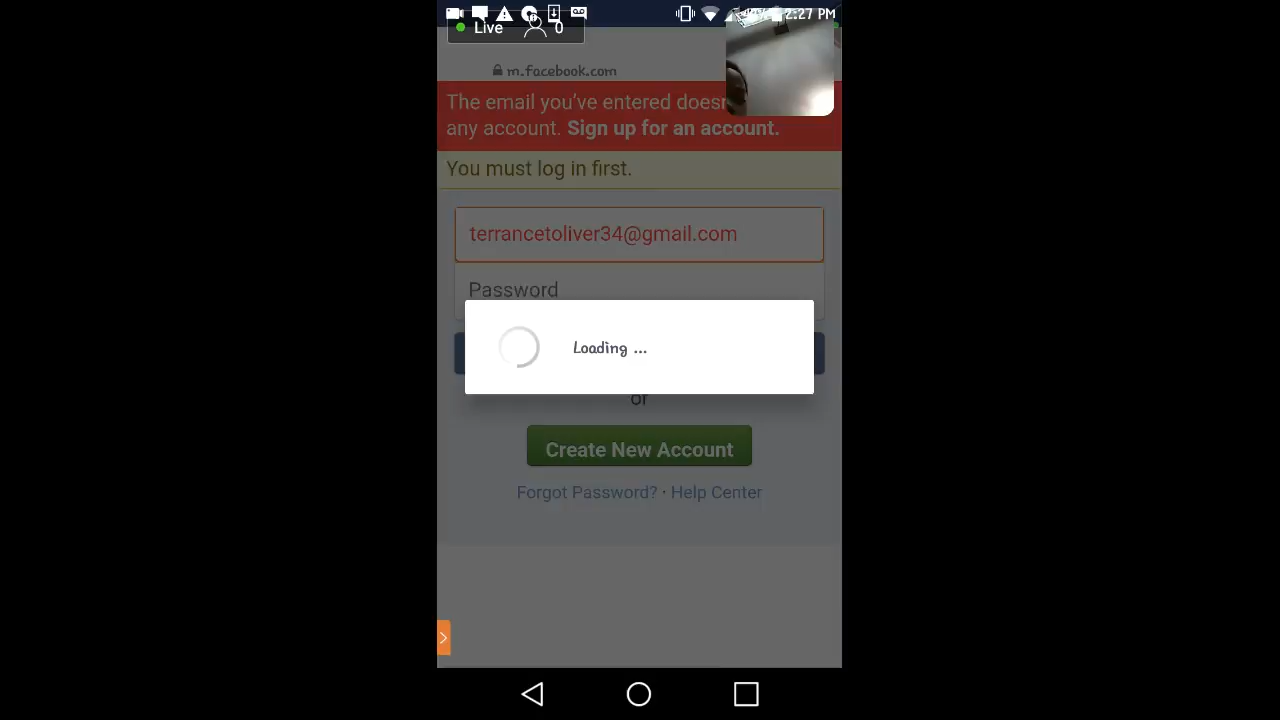 2:27 PM
Live 0
m.facebook.com
The email you've entered
any account. Sign up for an account.
You must log in first.
terrancetoliver34@gmail.com
Password
Loading ...
or
Create New Account
Forgot Password? · Help Center